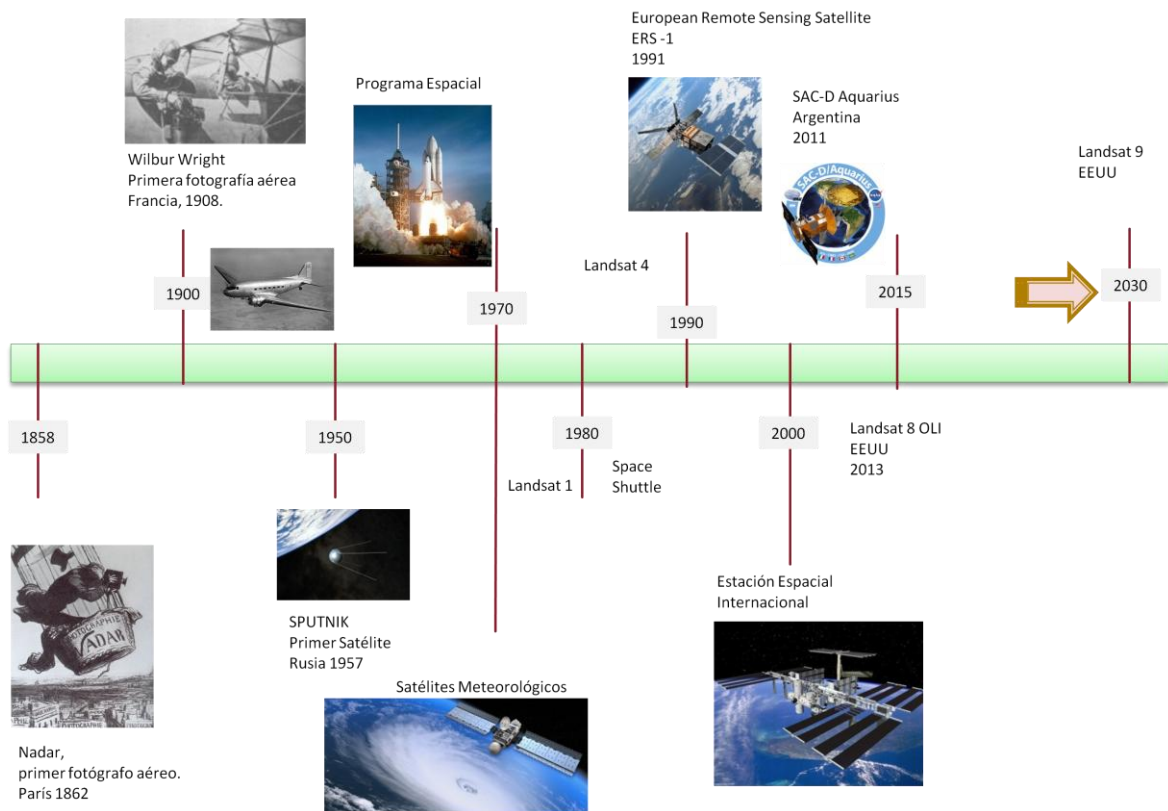 European Remote Sensing Satellite
ERS -1
1991
Programa Espacial
SAC-D Aquarius
Argentina
2011
Landsat 9
EEUU
Wilbur Wright
Primera fotografía aérea
Francia, 1908.
SAC-D/Aquarius
Landsat 4
1900
1970
1990
2015
2030
1858
1950
1980
2000
Landsat 8 OLI
EEUU
2013
Landsat 1
Space
Shuttle
NADAR
SPUTNIK
Primer Satélite
Rusia 1957
Estación Espacial
Internacional
Satélites Meteorológicos
Nadar,
primer fotógrafo aéreo.
París 1862